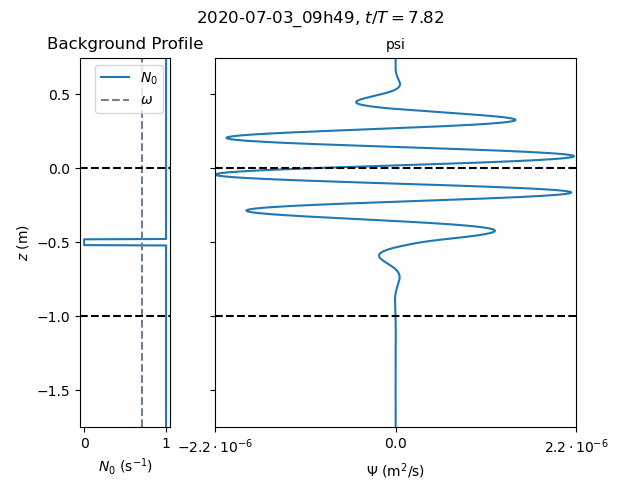 2020-07-03_09h49, t/T = 7.82
Background Profile
psi
N₀
ω
0.5
0.0
−0.5
−1.0
−1.5
z (m)
0
1
N₀ (s⁻¹)
−2.2 · 10⁻⁶
0.0
2.2 · 10⁻⁶
Ψ (m²/s)